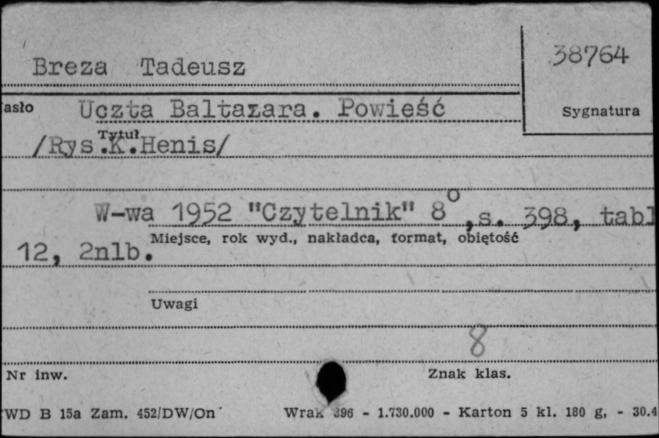 38764
Breza Tadeusz
asło Uczta Baltazara. Powieść Sygnatura
Tytuł
/Rys.K.Henis/
W-wa 1952 "Czytelnik" 8°, s. 398, tabl
Miejsce, rok wyd., nakładca, format, objętość
12, 2nlb.
Uwagi
8
Nr inw. Znak klas.
WD B 15a Zam. 452/DW/On Wrak 396 - 1.730.000 - Karton 5 kl. 180 g, - 30.4